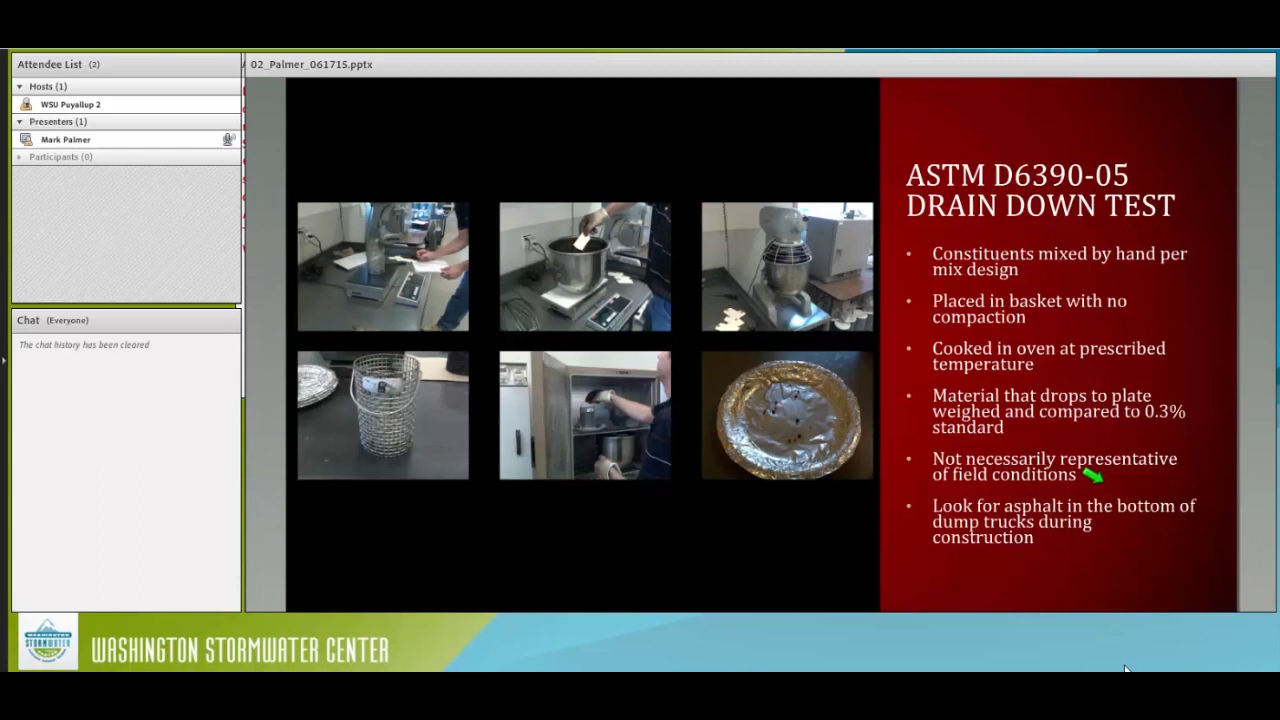 Attendee List (2)
02_Palmer_061715.pptx
Hosts (1)
WSU Puyallup 2
Presenters (1)
Mark Palmer
Participants (0)
Chat (Everyone)
The chat history has been cleared
ASTM D6390-05
DRAIN DOWN TEST
• Constituents mixed by hand per
mix design
• Placed in basket with no
compaction
• Cooked in oven at prescribed
temperature
• Material that drops to plate
weighed and compared to 0.3%
standard
• Not necessarily representative
of field conditions
• Look for asphalt in the bottom of
dump trucks during
construction
WASHINGTON
STORMWATER
WASHINGTON STORMWATER CENTER